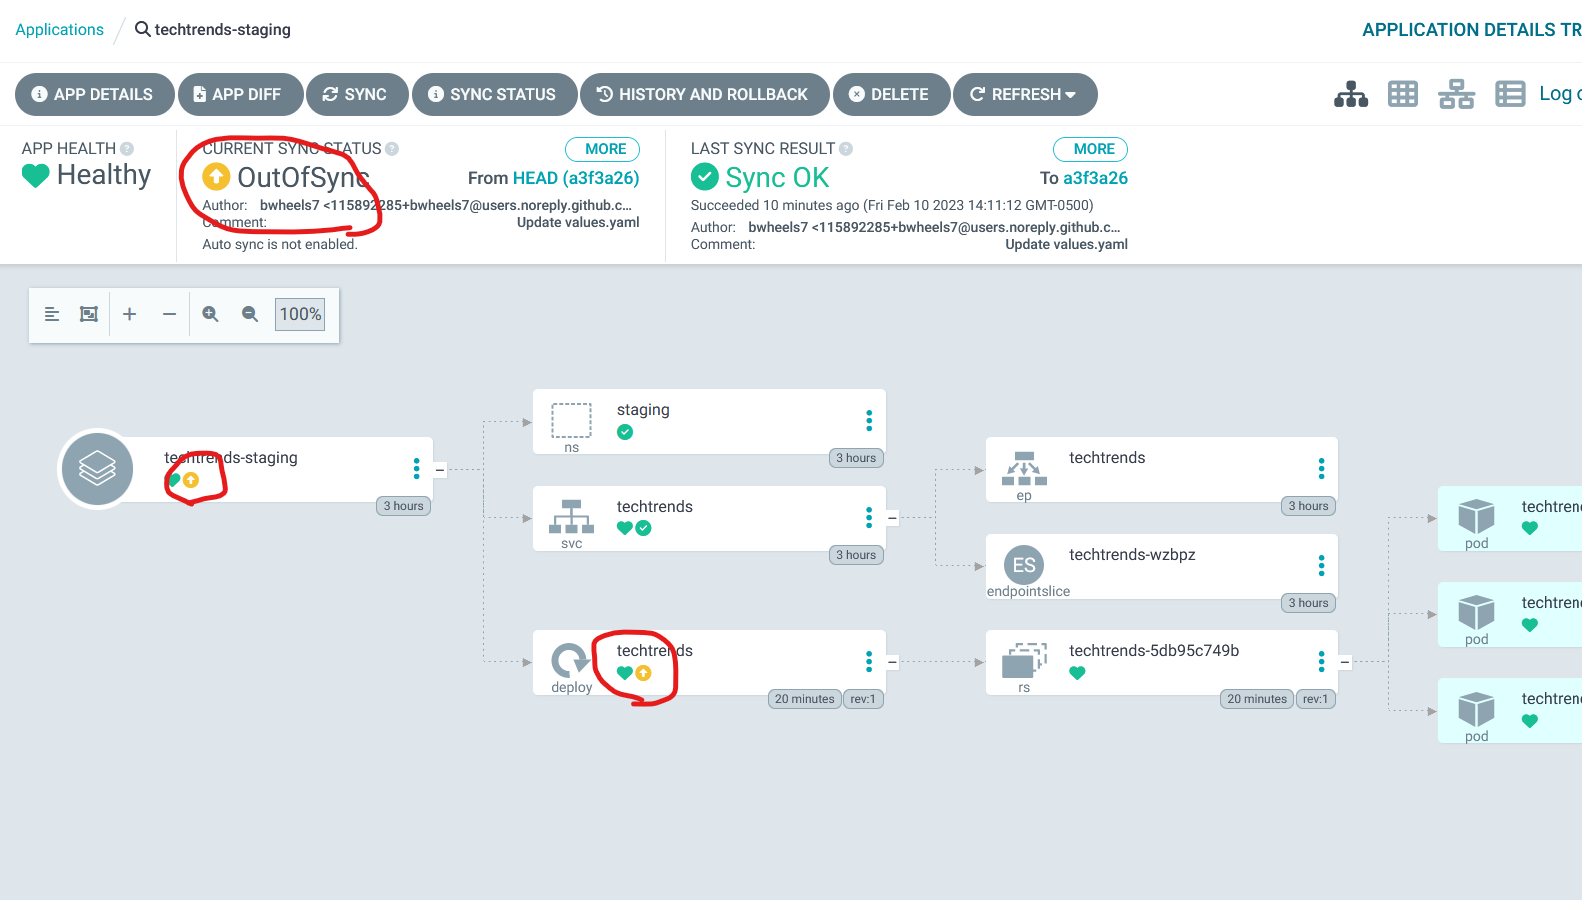 Applications / techtrends-staging
APPLICATION DETAILS TR
APP DETAILS APP DIFF SYNC SYNC STATUS HISTORY AND ROLLBACK DELETE REFRESH
Log o
APP HEALTH
Healthy
CURRENT SYNC STATUS MORE
OutOfSync From HEAD (a3f3a26)
Author: bwheels7 <115892285+bwheels7@users.noreply.github.c...
Comment: Update values.yaml
Auto sync is not enabled.
LAST SYNC RESULT MORE
Sync OK To a3f3a26
Succeeded 10 minutes ago (Fri Feb 10 2023 14:11:12 GMT-0500)
Author: bwheels7 <115892285+bwheels7@users.noreply.github.c...
Comment: Update values.yaml
100%
techtrends-staging
3 hours
staging
ns
3 hours
techtrends
svc
3 hours
techtrends
deploy
20 minutes rev:1
techtrends
ep
3 hours
ES
techtrends-wzbpz
endpointslice
3 hours
techtrends-5db95c749b
rs
20 minutes rev:1
techtren
pod
techtren
pod
techtren
pod